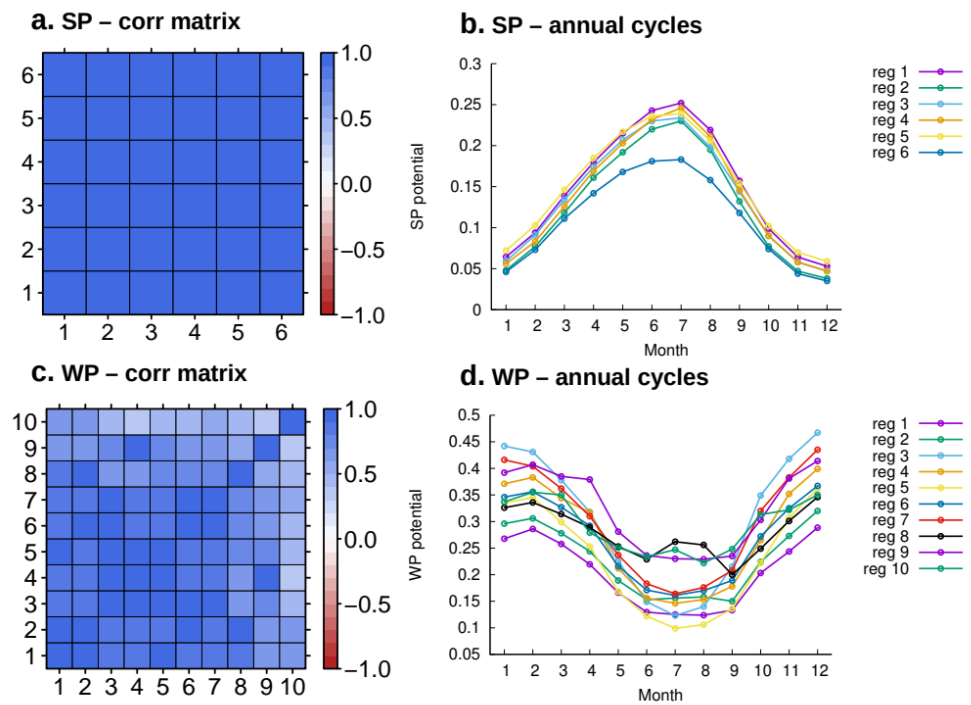 a. SP – corr matrix
6
5
4
3
2
1
1 2 3 4 5 6
1.0
0.5
0.0
−0.5
−1.0
b. SP – annual cycles
SP potential
0.3
0.25
0.2
0.15
0.1
0.05
0
1 2 3 4 5 6 7 8 9 10 11 12
Month
reg 1
reg 2
reg 3
reg 4
reg 5
reg 6
c. WP – corr matrix
10
9
8
7
6
5
4
3
2
1
1 2 3 4 5 6 7 8 9 10
1.0
0.5
0.0
−0.5
−1.0
d. WP – annual cycles
WP potential
0.5
0.45
0.4
0.35
0.3
0.25
0.2
0.15
0.1
0.05
1 2 3 4 5 6 7 8 9 10 11 12
Month
reg 1
reg 2
reg 3
reg 4
reg 5
reg 6
reg 7
reg 8
reg 9
reg 10